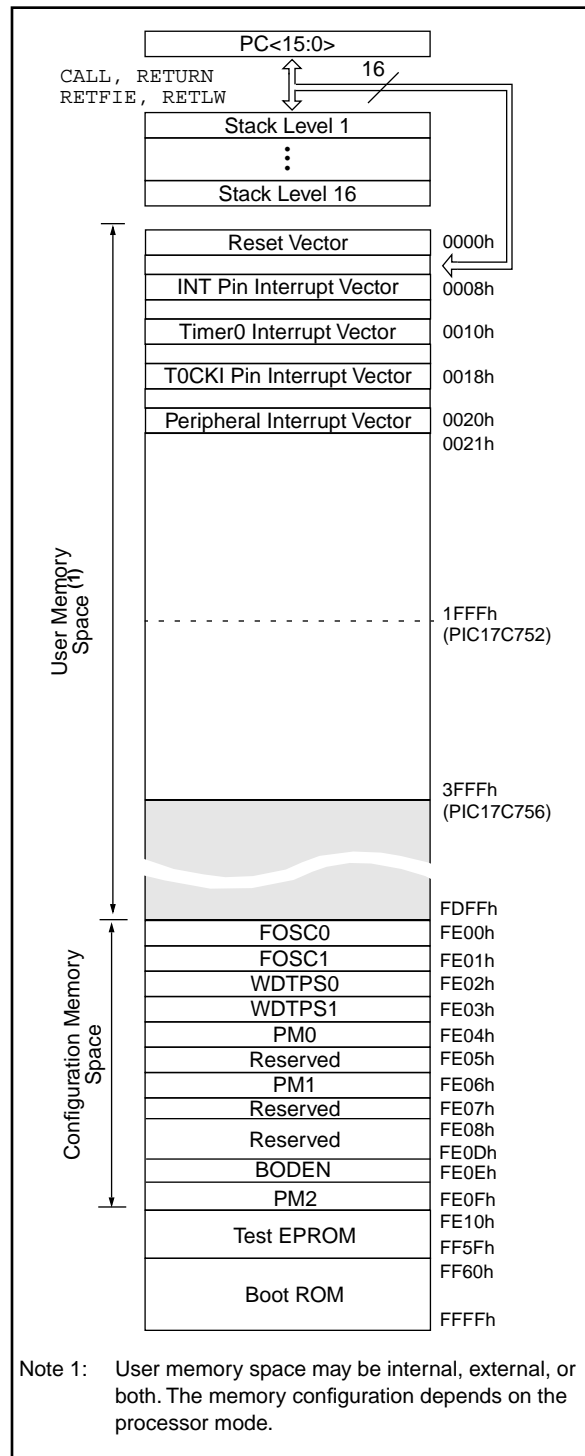 PC<15:0>
CALL, RETURN
RETFIE, RETLW
16
Stack Level 1
Stack Level 16
Reset Vector
0000h
INT Pin Interrupt Vector
0008h
Timer0 Interrupt Vector
0010h
T0CKI Pin Interrupt Vector
0018h
Peripheral Interrupt Vector
0020h
0021h
User Memory
Space (1)
1FFFh
(PIC17C752)
3FFFh
(PIC17C756)
FDFFh
Configuration Memory
Space
FOSC0
FE00h
FOSC1
FE01h
WDTPS0
FE02h
WDTPS1
FE03h
PM0
FE04h
Reserved
FE05h
PM1
FE06h
Reserved
FE07h
Reserved
FE08h
FE0Dh
BODEN
FE0Eh
PM2
FE0Fh
Test EPROM
FE10h
FF5Fh
Boot ROM
FF60h
FFFFh
Note 1: User memory space may be internal, external, or
both. The memory configuration depends on the
processor mode.